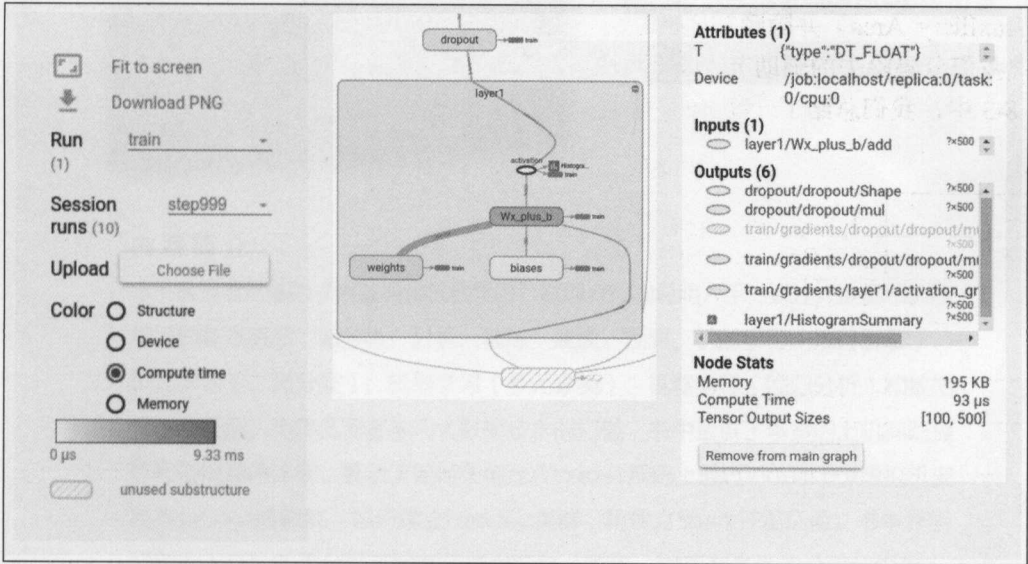 Fit to screen
Download PNG
Run
(1)
train
Session
runs (10)
step999
Upload
Choose File
Color
Structure
Device
Compute time
Memory
0 µs
9.33 ms
unused substructure
dropout
train
layer1
activation
Histogra...
train
Wx_plus_b
train
weights
train
biases
train
Attributes (1)
T
{"type":"DT_FLOAT"}
Device
/job:localhost/replica:0/task:
0/cpu:0
Inputs (1)
layer1/Wx_plus_b/add
?×500
Outputs (6)
dropout/dropout/Shape
?×500
dropout/dropout/mul
?×500
train/gradients/dropout/dropout/mu
?×500
train/gradients/dropout/dropout/mu
?×500
train/gradients/layer1/activation_gr
?×500
layer1/HistogramSummary
?×500
Node Stats
Memory
195 KB
Compute Time
93 µs
Tensor Output Sizes
[100, 500]
Remove from main graph